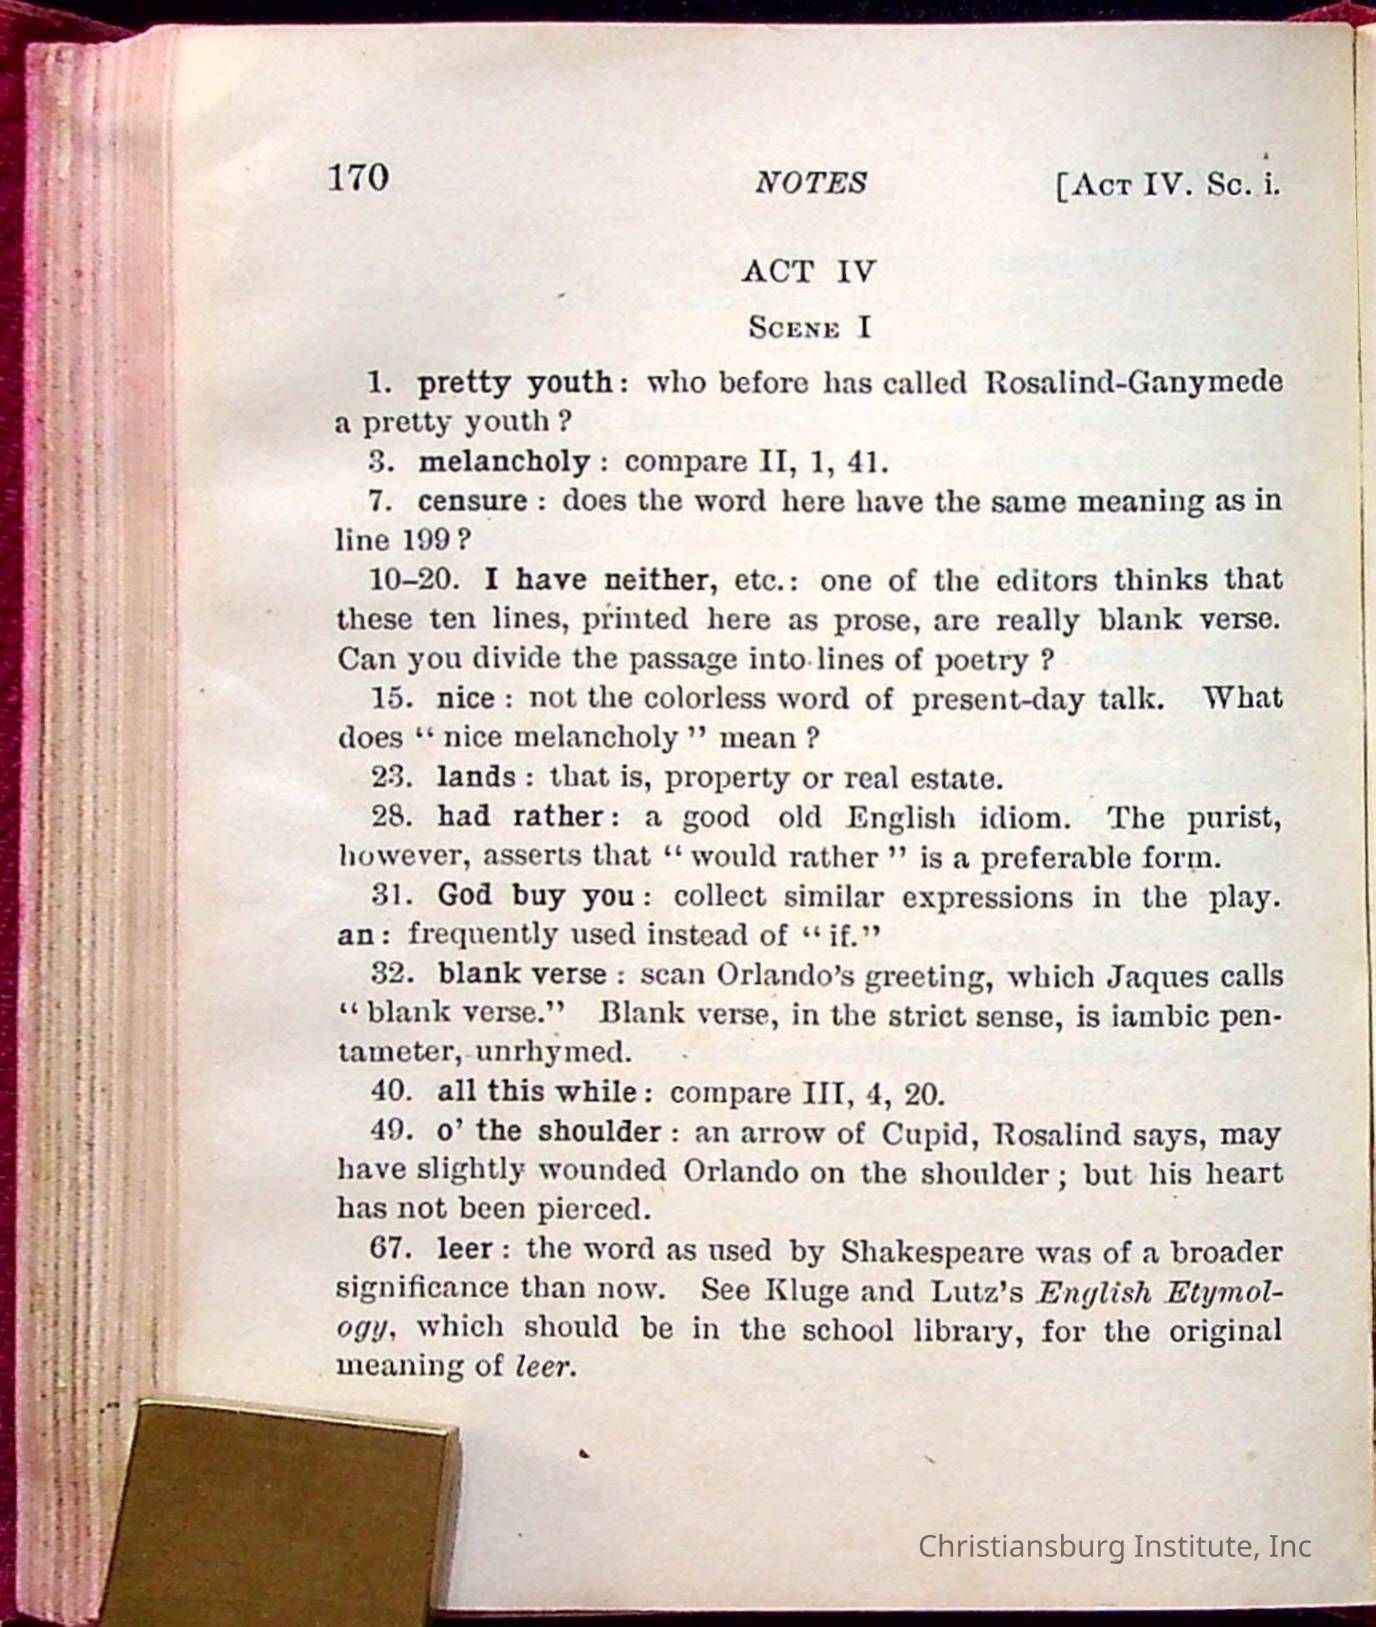 170 NOTES [ACT IV. Sc. i.
ACT IV
SCENE I
1. pretty youth: who before has called Rosalind-Ganymede
a pretty youth?
3. melancholy: compare II, 1, 41.
7. censure: does the word here have the same meaning as in
line 199?
10–20. I have neither, etc.: one of the editors thinks that
these ten lines, printed here as prose, are really blank verse.
Can you divide the passage into lines of poetry?
15. nice: not the colorless word of present-day talk. What
does “nice melancholy” mean?
23. lands: that is, property or real estate.
28. had rather: a good old English idiom. The purist,
however, asserts that “would rather” is a preferable form.
31. God buy you: collect similar expressions in the play.
an: frequently used instead of “if.”
32. blank verse: scan Orlando’s greeting, which Jaques calls
“blank verse.” Blank verse, in the strict sense, is iambic pen-
tameter, unrhymed.
40. all this while: compare III, 4, 20.
49. o’ the shoulder: an arrow of Cupid, Rosalind says, may
have slightly wounded Orlando on the shoulder; but his heart
has not been pierced.
67. leer: the word as used by Shakespeare was of a broader
significance than now. See Kluge and Lutz’s English Etymol-
ogy, which should be in the school library, for the original
meaning of leer.
Christiansburg Institute, Inc